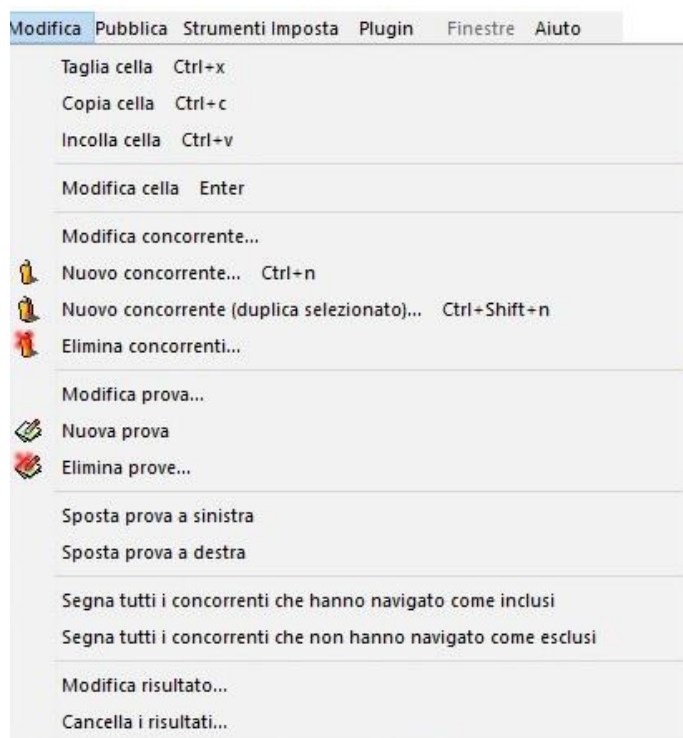 Modifica Pubblica Strumenti Imposta Plugin Finestre Aiuto
Taglia cella Ctrl+x
Copia cella Ctrl+c
Incolla cella Ctrl+v
Modifica cella Enter
Modifica concorrente...
Nuovo concorrente... Ctrl+n
Nuovo concorrente (duplica selezionato)... Ctrl+Shift+n
Elimina concorrenti...
Modifica prova...
Nuova prova
Elimina prove...
Sposta prova a sinistra
Sposta prova a destra
Segna tutti i concorrenti che hanno navigato come inclusi
Segna tutti i concorrenti che non hanno navigato come esclusi
Modifica risultato...
Cancella i risultati...